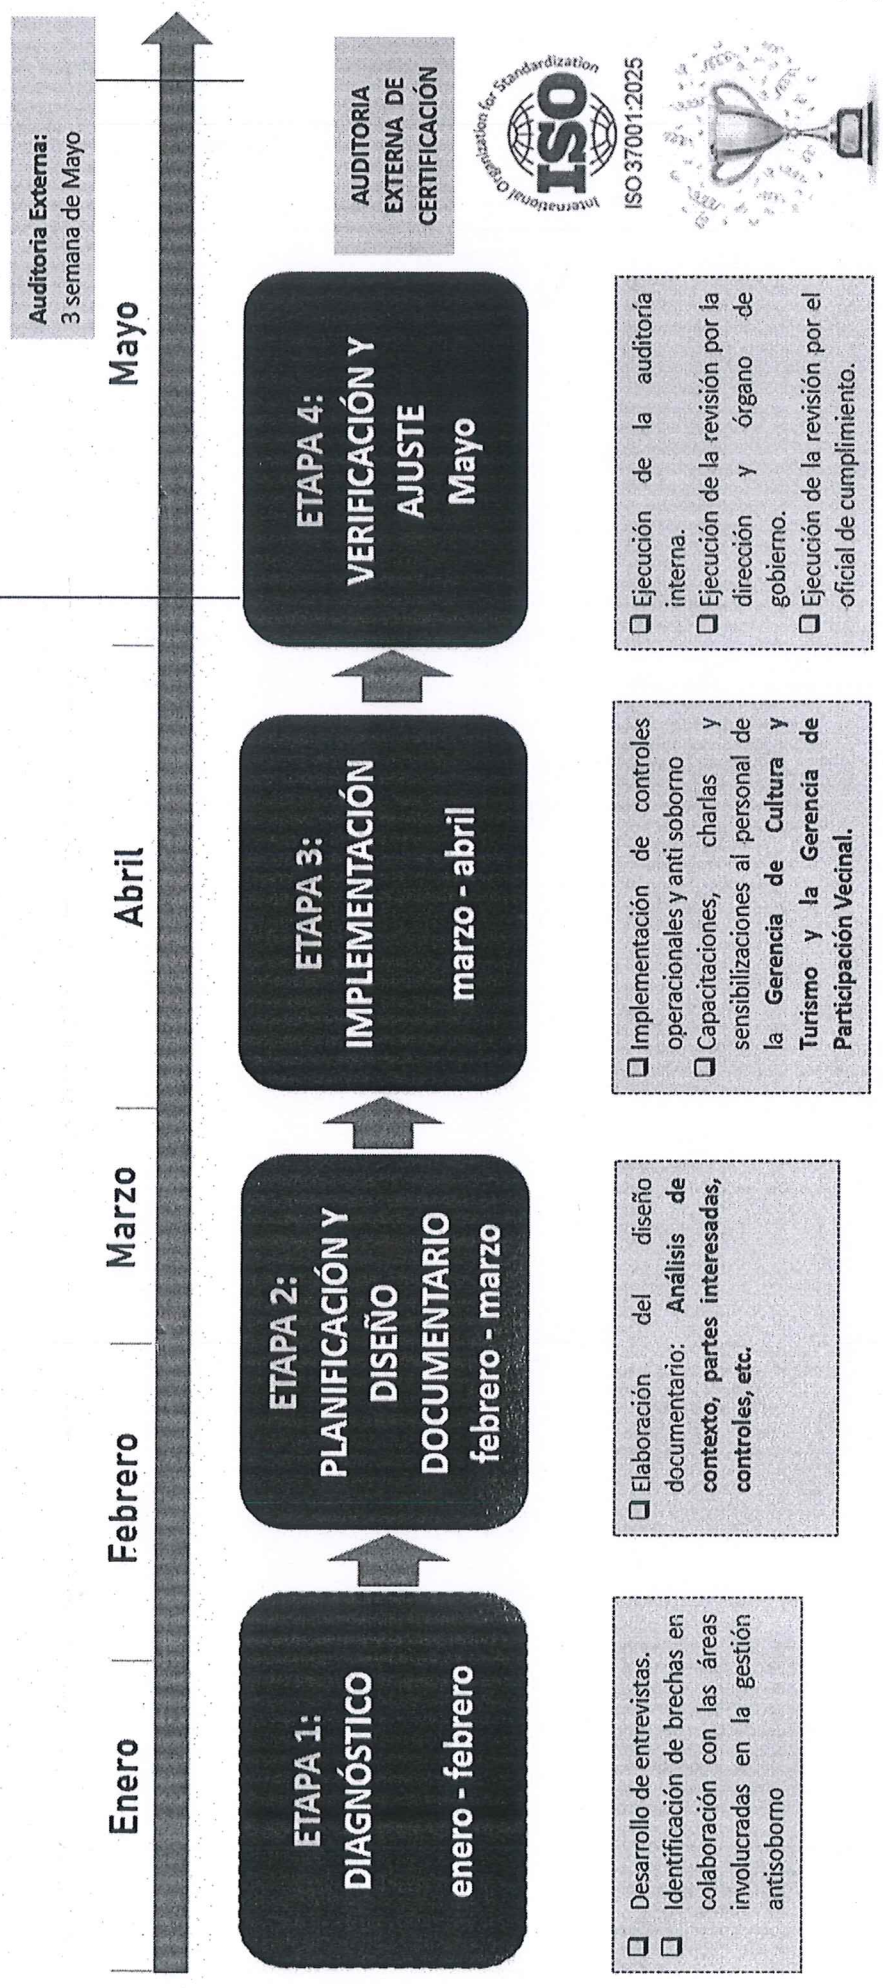 Auditoria Externa:
3 semana de Mayo
Enero
Febrero
Marzo
Abril
Mayo
ETAPA 1:
DIAGNÓSTICO
enero - febrero
ETAPA 2:
PLANIFICACIÓN Y
DISEÑO
DOCUMENTARIO
febrero - marzo
ETAPA 3:
IMPLEMENTACIÓN
marzo - abril
ETAPA 4:
VERIFICACIÓN Y
AJUSTE
Mayo
AUDITORIA
EXTERNA DE
CERTIFICACIÓN
International Organization for Standardization
ISO
ISO 37001:2025
❑ Desarrollo de entrevistas.
❑ Identificación de brechas en
colaboración con las áreas
involucradas en la gestión
antisoborno
❑ Elaboración del diseño
documentario: Análisis de
contexto, partes interesadas,
controles, etc.
❑ Implementación de controles
operacionales y anti soborno
❑ Capacitaciones, charlas y
sensibilizaciones al personal de
la Gerencia de Cultura y
Turismo y la Gerencia de
Participación Vecinal.
❑ Ejecución de la auditoría
interna.
❑ Ejecución de la revisión por la
dirección y órgano de
gobierno.
❑ Ejecución de la revisión por el
oficial de cumplimiento.